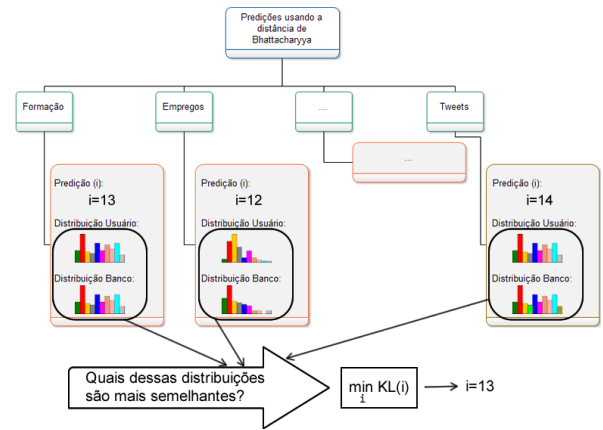 Predições usando a
distância de
Bhattacharyya
Formação
Empregos
...
Tweets
...
Predição (i):
i=13
Distribuição Usuário:
Distribuição Banco:
Predição (i):
i=12
Distribuição Usuário:
Distribuição Banco:
Predição (i):
i=14
Distribuição Usuário:
Distribuição Banco:
Quais dessas distribuições
são mais semelhantes?
min KL(i)
i
i=13